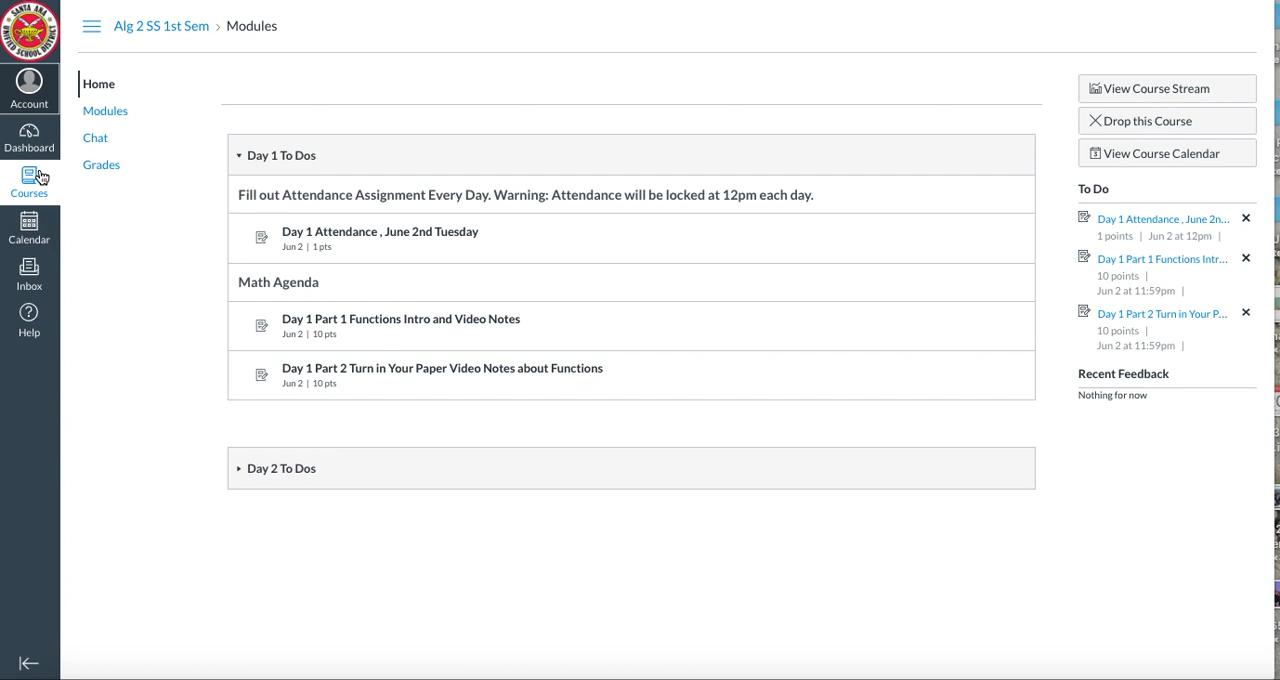 SANTA ANA
UNIFIED SCHOOL DISTRICT
Account
Dashboard
Courses
Calendar
Inbox
Help
Alg 2 SS 1st Sem › Modules
Home
Modules
Chat
Grades
Day 1 To Dos
Fill out Attendance Assignment Every Day. Warning: Attendance will be locked at 12pm each day.
Day 1 Attendance , June 2nd Tuesday
Jun 2 | 1 pts
Math Agenda
Day 1 Part 1 Functions Intro and Video Notes
Jun 2 | 10 pts
Day 1 Part 2 Turn in Your Paper Video Notes about Functions
Jun 2 | 10 pts
Day 2 To Dos
View Course Stream
Drop this Course
View Course Calendar
To Do
Day 1 Attendance , June 2n...
1 points | Jun 2 at 12pm |
Day 1 Part 1 Functions Intr...
10 points |
Jun 2 at 11:59pm |
Day 1 Part 2 Turn in Your P...
10 points |
Jun 2 at 11:59pm |
Recent Feedback
Nothing for now